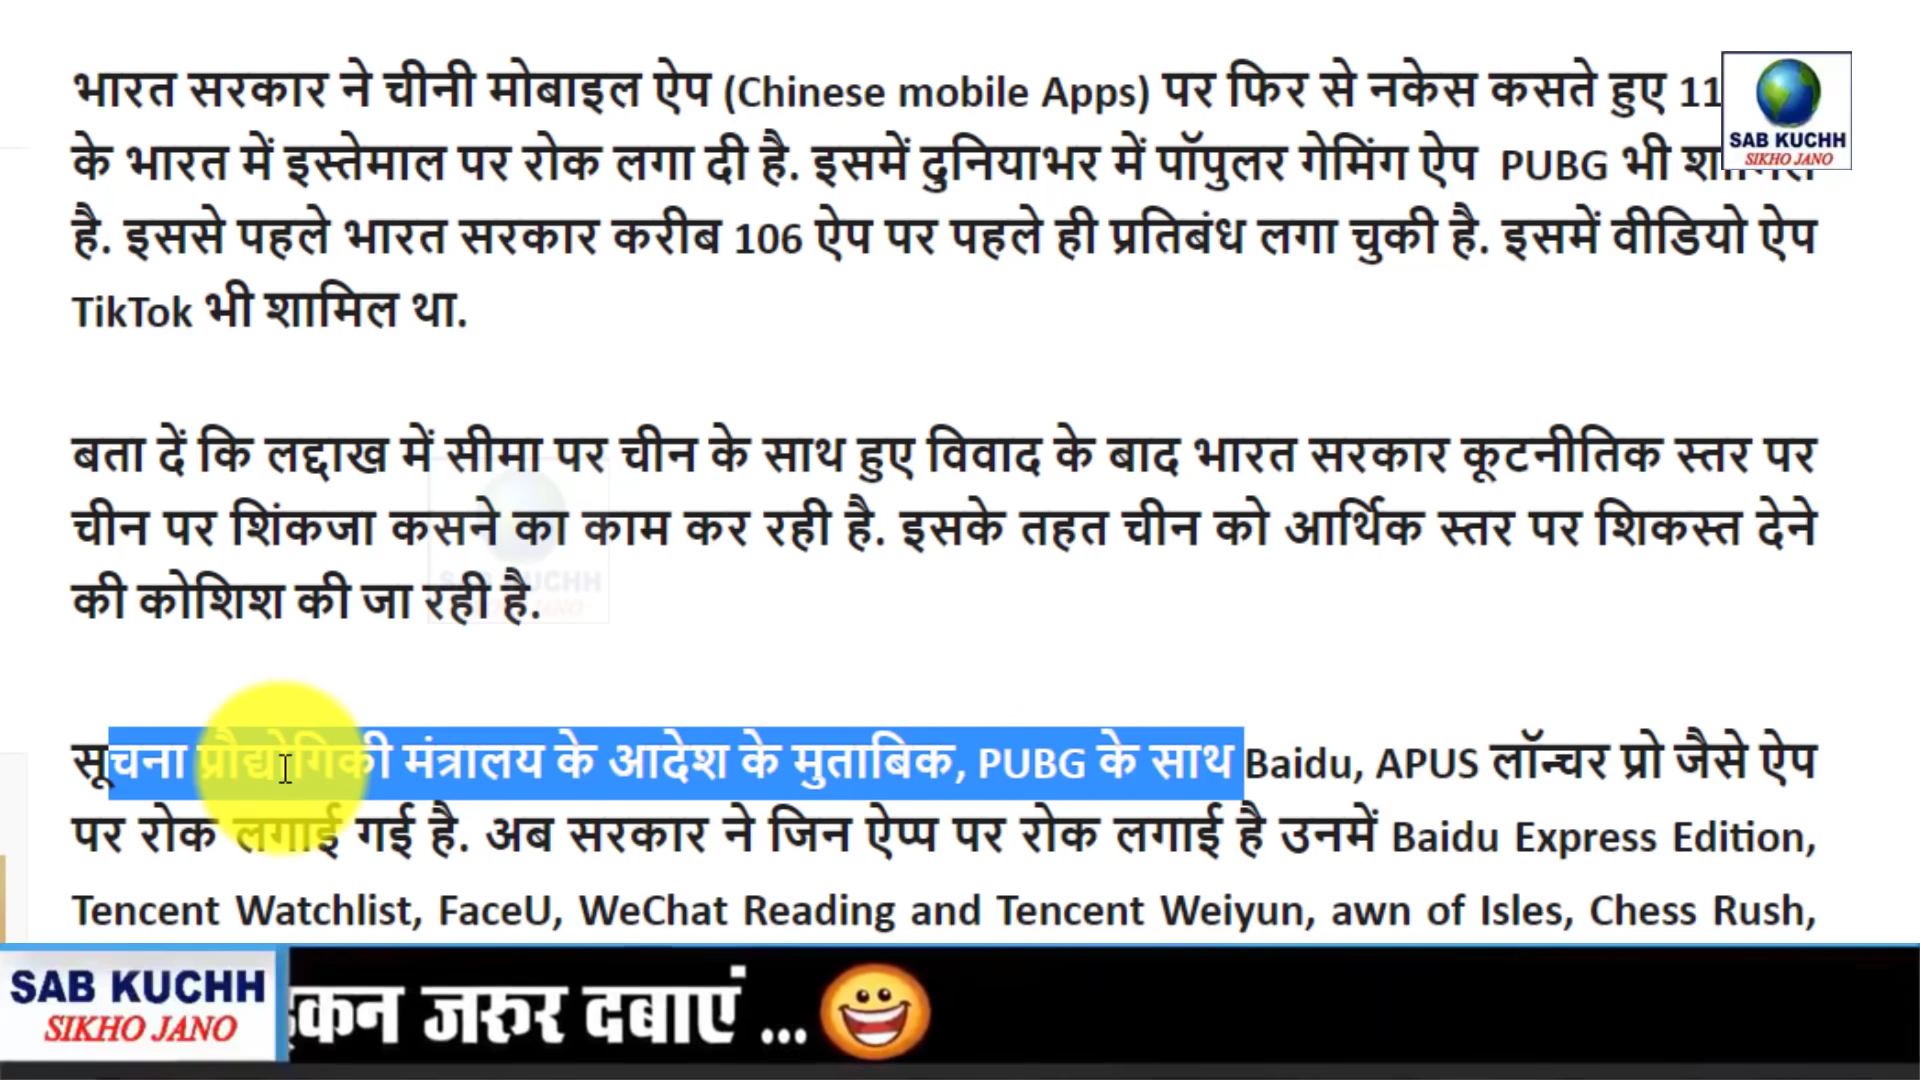 भारत सरकार ने चीनी मोबाइल ऐप (Chinese mobile Apps) पर फिर से नकेस कसते हुए 11
SAB KUCHH
SIKHO JANO
के भारत में इस्तेमाल पर रोक लगा दी है. इसमें दुनियाभर में पॉपुलर गेमिंग ऐप PUBG भी
है. इससे पहले भारत सरकार करीब 106 ऐप पर पहले ही प्रतिबंध लगा चुकी है. इसमें वीडियो ऐप
TikTok भी शामिल था.
बता दें कि लद्दाख में सीमा पर चीन के साथ हुए विवाद के बाद भारत सरकार कूटनीतिक स्तर पर
चीन पर शिंकजा कसने का काम कर रही है. इसके तहत चीन को आर्थिक स्तर पर शिकस्त देने
की कोशिश की जा रही है.
SAB KUCHH
SIKHO JANO
सूचना प्रौद्योगिकी मंत्रालय के आदेश के मुताबिक, PUBG के साथ Baidu, APUS लॉन्चर प्रो जैसे ऐप
पर रोक लगाई गई है. अब सरकार ने जिन ऐप्प पर रोक लगाई है उनमें Baidu Express Edition,
Tencent Watchlist, FaceU, WeChat Reading and Tencent Weiyun, awn of Isles, Chess Rush,
SAB KUCHH
SIKHO JANO
जरुर दबाएं ...